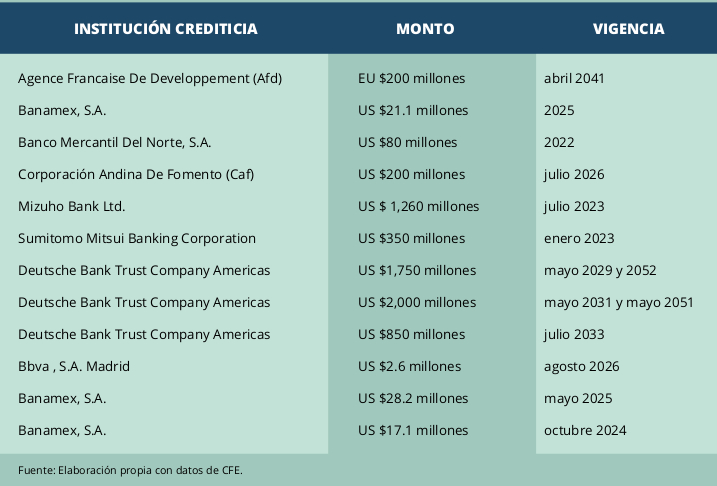 INSTITUCIÓN CREDITICIA MONTO VIGENCIA
Agence Francaise De Developpement (Afd) EU $200 millones abril 2041
Banamex, S.A. US $21.1 millones 2025
Banco Mercantil Del Norte, S.A. US $80 millones 2022
Corporación Andina De Fomento (Caf) US $200 millones julio 2026
Mizuho Bank Ltd. US $ 1,260 millones julio 2023
Sumitomo Mitsui Banking Corporation US $350 millones enero 2023
Deutsche Bank Trust Company Americas US $1,750 millones mayo 2029 y 2052
Deutsche Bank Trust Company Americas US $2,000 millones mayo 2031 y mayo 2051
Deutsche Bank Trust Company Americas US $850 millones julio 2033
Bbva , S.A. Madrid US $2.6 millones agosto 2026
Banamex, S.A. US $28.2 millones mayo 2025
Banamex, S.A. US $17.1 millones octubre 2024
Fuente: Elaboración propia con datos de CFE.